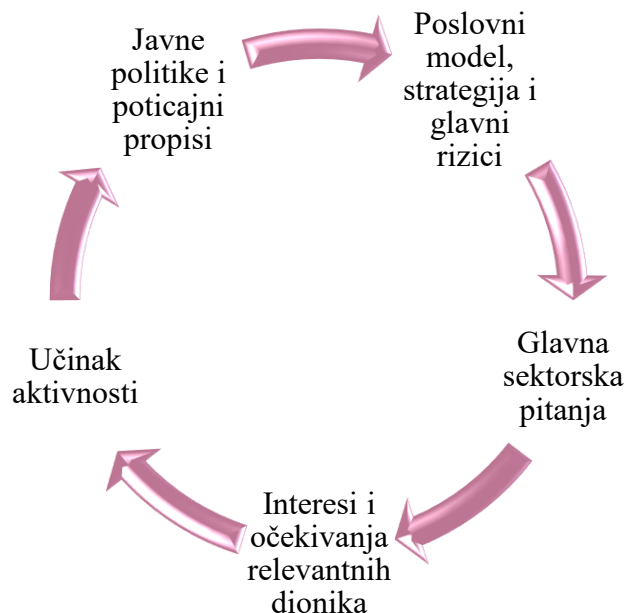 Javne
politike i
poticajni
propisi
Poslovni
model,
strategija i
glavni
rizici
Glavna
sektorska
pitanja
Interesi i
očekivanja
relevantnih
dionika
Učinak
aktivnosti